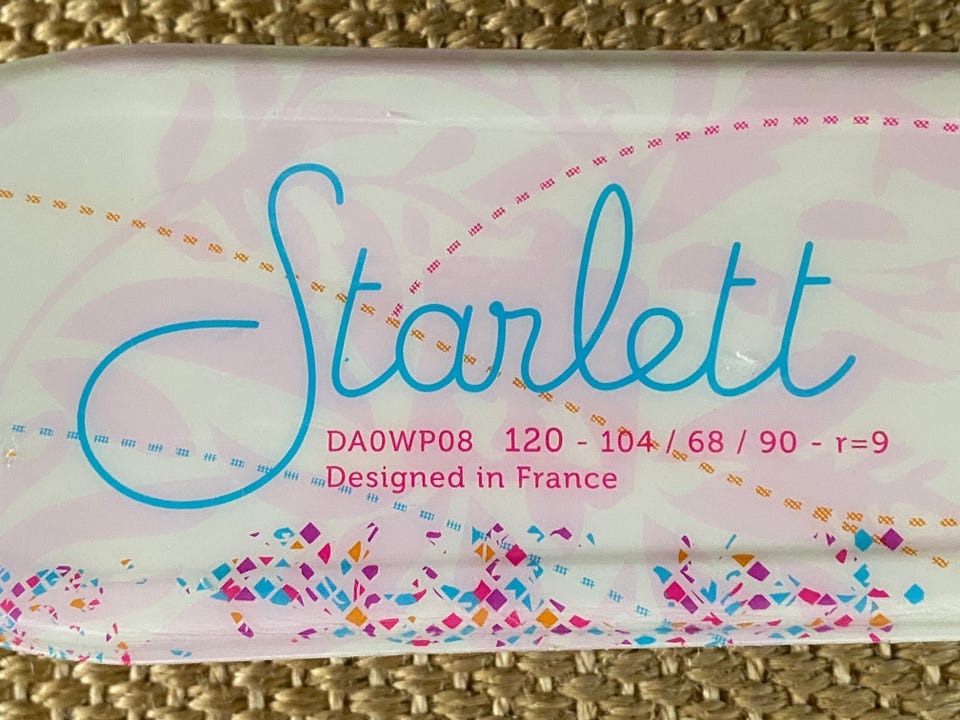 Starlett
DA0WP08 120 - 104 / 68 / 90 - r=9
Designed in France